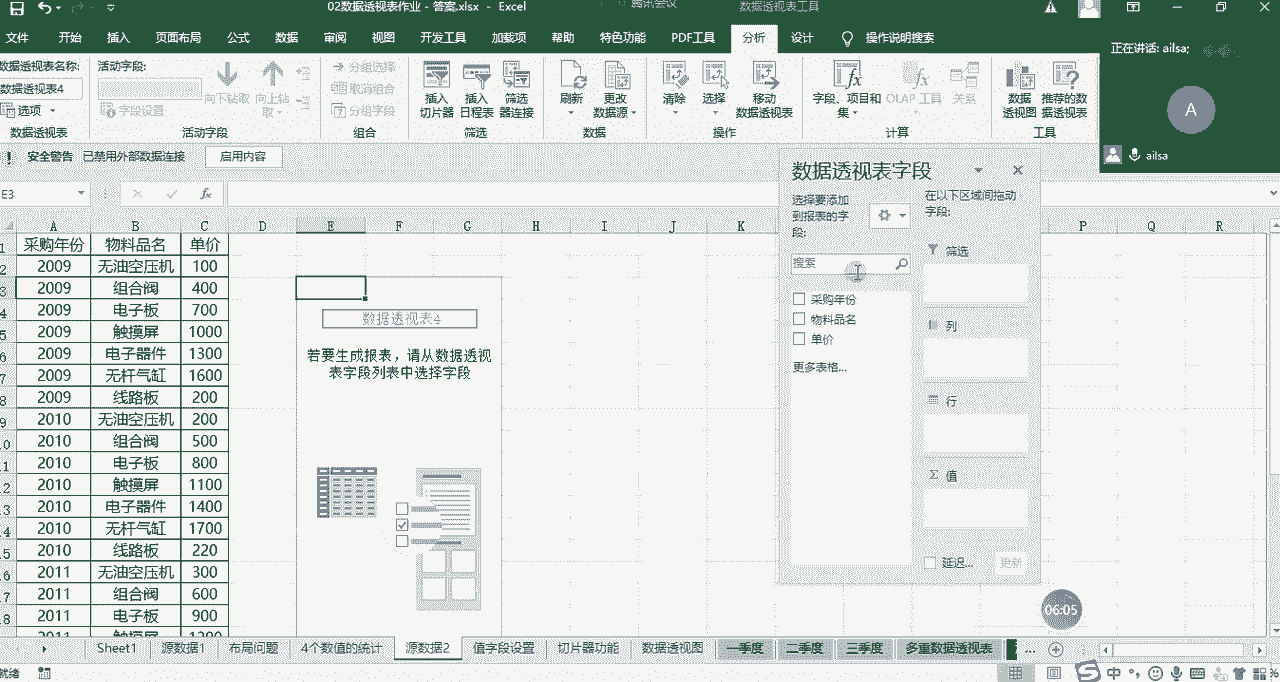 02数据透视表作业 - 答案.xlsx - Excel
腾讯会议
数据透视表工具
文件 开始 插入 页面布局 公式 数据 审阅 视图 开发工具 加载项 帮助 特色功能 PDF工具 分析 设计 操作说明搜索
正在讲话: ailsa;
A
ailsa
数据透视表名称:
数据透视表4
选项
数据透视表
活动字段:
字段设置
向下钻取
向上钻取
活动字段
分组选择
取消组合
分组字段
组合
插入切片器
插入日程表
筛选器连接
筛选
刷新
更改数据源
数据
清除
选择
移动数据透视表
操作
字段、项目和集
OLAP 工具
关系
计算
数据透视图
推荐的数据透视表
工具
安全警告 已禁用外部数据连接 启用内容
E3
fx
A B C D E F G H I J K P Q R
1 采购年份 物料品名 单价
2 2009 无油空压机 100
3 2009 组合阀 400
4 2009 电子板 700
5 2009 触摸屏 1000
6 2009 电子器件 1300
7 2009 无杆气缸 1600
8 2009 线路板 200
9 2010 无油空压机 200
10 2010 组合阀 500
11 2010 电子板 800
12 2010 触摸屏 1100
13 2010 电子器件 1400
14 2010 无杆气缸 1700
15 2010 线路板 220
16 2011 无油空压机 300
17 2011 组合阀 600
18 2011 电子板 900
2011 触摸屏 1200
数据透视表4
若要生成报表，请从数据透视
表字段列表中选择字段
数据透视表字段
选择要添加
到报表的字
段:
搜索
采购年份
物料品名
单价
更多表格...
在以下区域间拖动
字段:
筛选
列
行
Σ 值
延迟...
更新
06:05
Sheet1 源数据1 布局问题 4个数值的统计 源数据2 值字段设置 切片器功能 数据透视图 一季度 二季度 三季度 多重数据透视表 ...
就绪
中
%